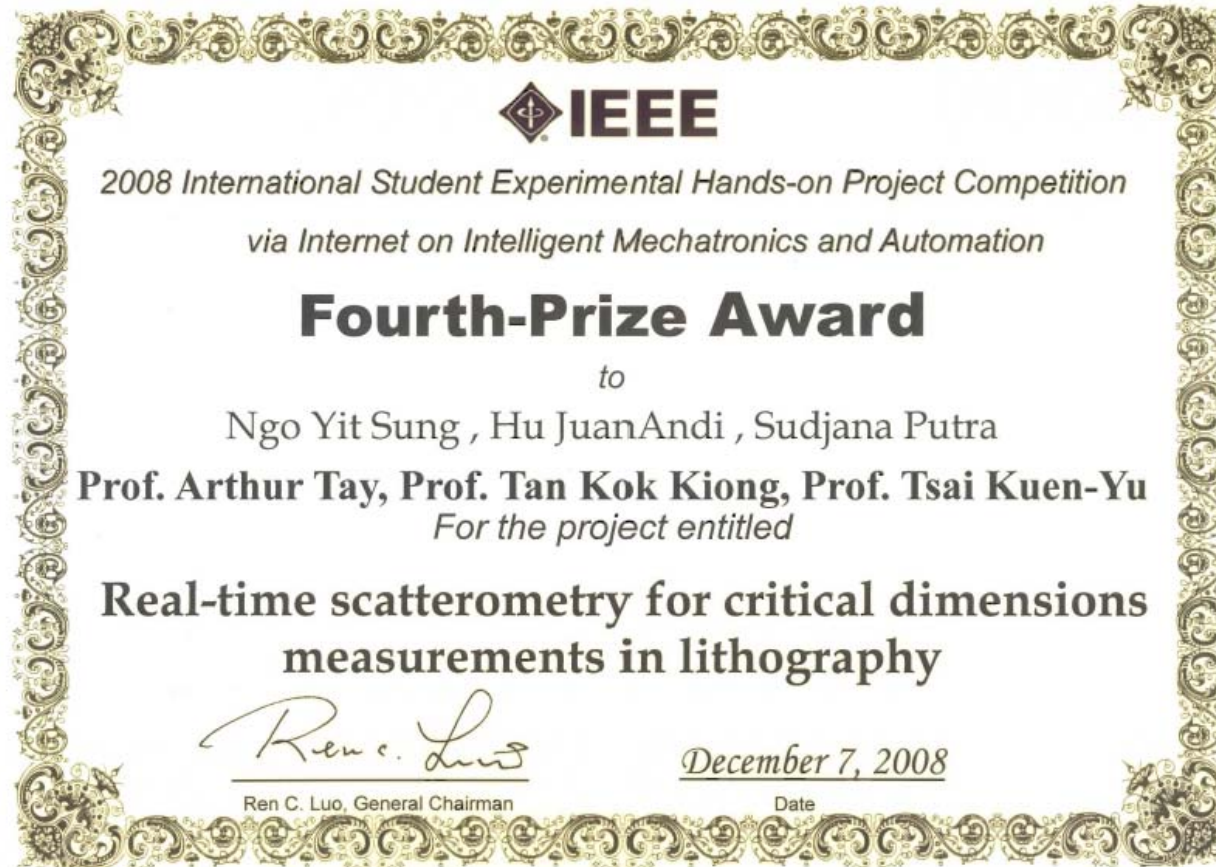 IEEE
2008 International Student Experimental Hands-on Project Competition
via Internet on Intelligent Mechatronics and Automation
Fourth-Prize Award
to
Ngo Yit Sung , Hu JuanAndi , Sudjana Putra
Prof. Arthur Tay, Prof. Tan Kok Kiong, Prof. Tsai Kuen-Yu
For the project entitled
Real-time scatterometry for critical dimensions
measurements in lithography
Ren C. Luo
December 7, 2008
Ren C. Luo, General Chairman
Date